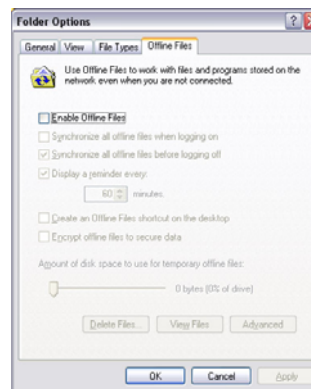 Folder Options
General View File Types Offline Files
Use Offline Files to work with files and programs stored on the
network even when you are not connected.
Enable Offline Files
Synchronize all offline files when logging on
Synchronize all offline files before logging off
Display a reminder every:
60 minutes.
Create an Offline Files shortcut on the desktop
Encrypt offline files to secure data
Amount of disk space to use for temporary offline files:
0 bytes (0% of drive)
Delete Files... View Files Advanced
OK Cancel Apply